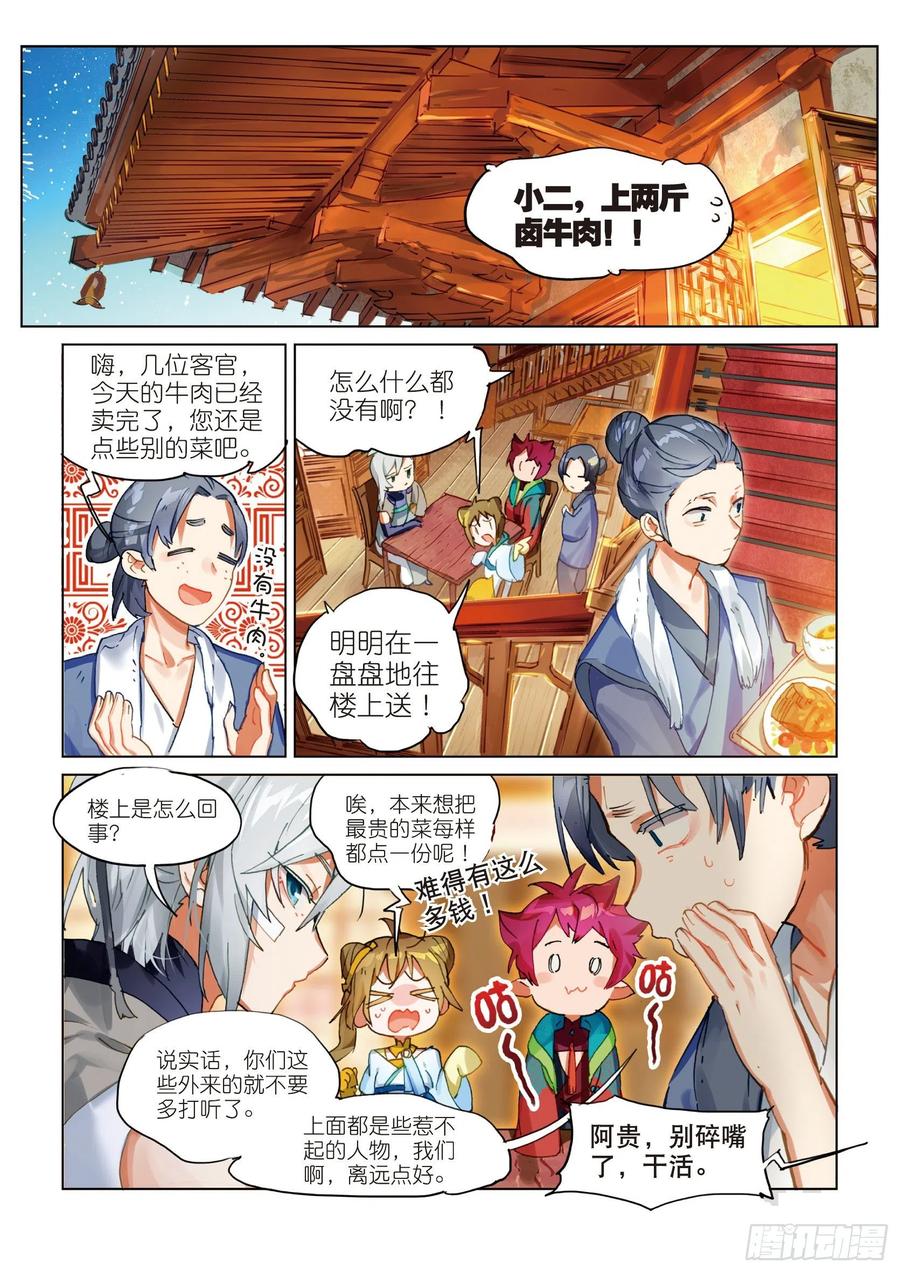 小二，上两斤
卤牛肉！！
嗨，几位客官，
今天的牛肉已经
卖完了，您还是
点些别的菜吧。
没有牛肉。
怎么什么都
没有啊？！
明明在一
盘盘地往
楼上送！
楼上是怎么回
事？
唉，本来想把
最贵的菜每样
都点一份呢！
难得有这么
多钱！
咕～
咕～
说实话，你们这
些外来的就不要
多打听了。
上面都是些惹不
起的人物，我们
啊，离远点好。
阿贵，别碎嘴
了，干活。
腾讯动漫